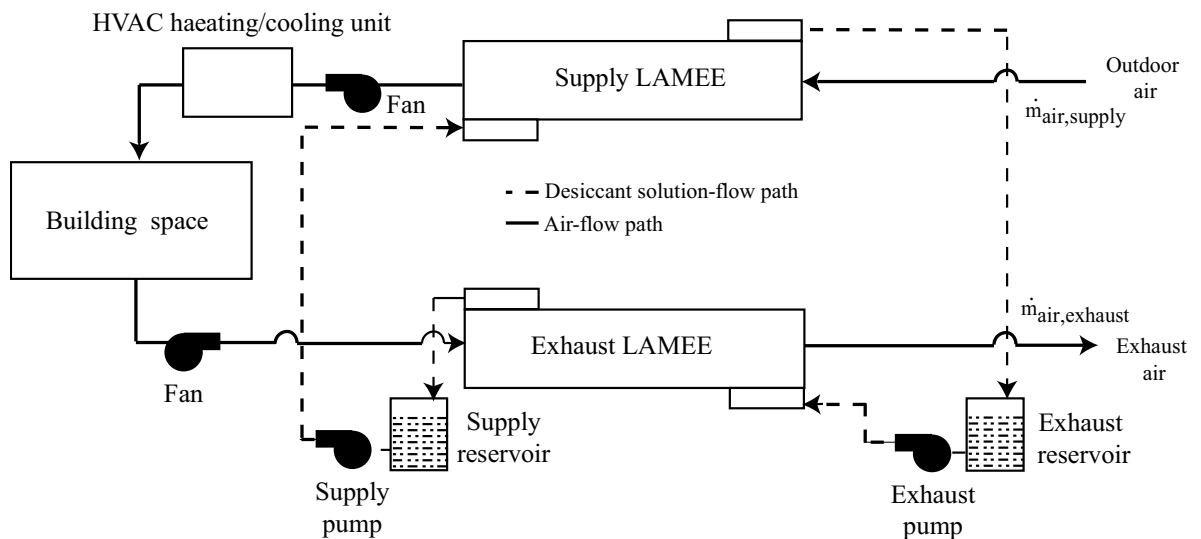 HVAC haeating/cooling unit
Supply LAMEE
Outdoor
air
Fan
ṁair,supply
Desiccant solution-flow path
Air-flow path
Building space
ṁair,exhaust
Exhaust LAMEE
Exhaust
air
Fan
Supply
reservoir
Exhaust
reservoir
Supply
pump
Exhaust
pump